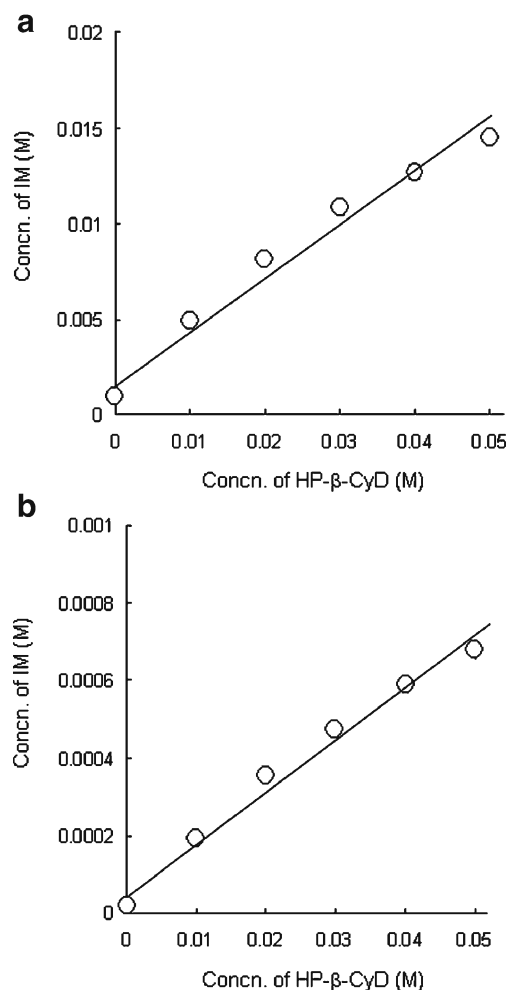 a
0.02
0.015
0.01
0.005
0
Concn. of IM (M)
0 0.01 0.02 0.03 0.04 0.05
Concn. of HP-β-CyD (M)
b
0.001
0.0008
0.0006
0.0004
0.0002
0
Concn. of IM (M)
0 0.01 0.02 0.03 0.04 0.05
Concn. of HP-β-CyD (M)